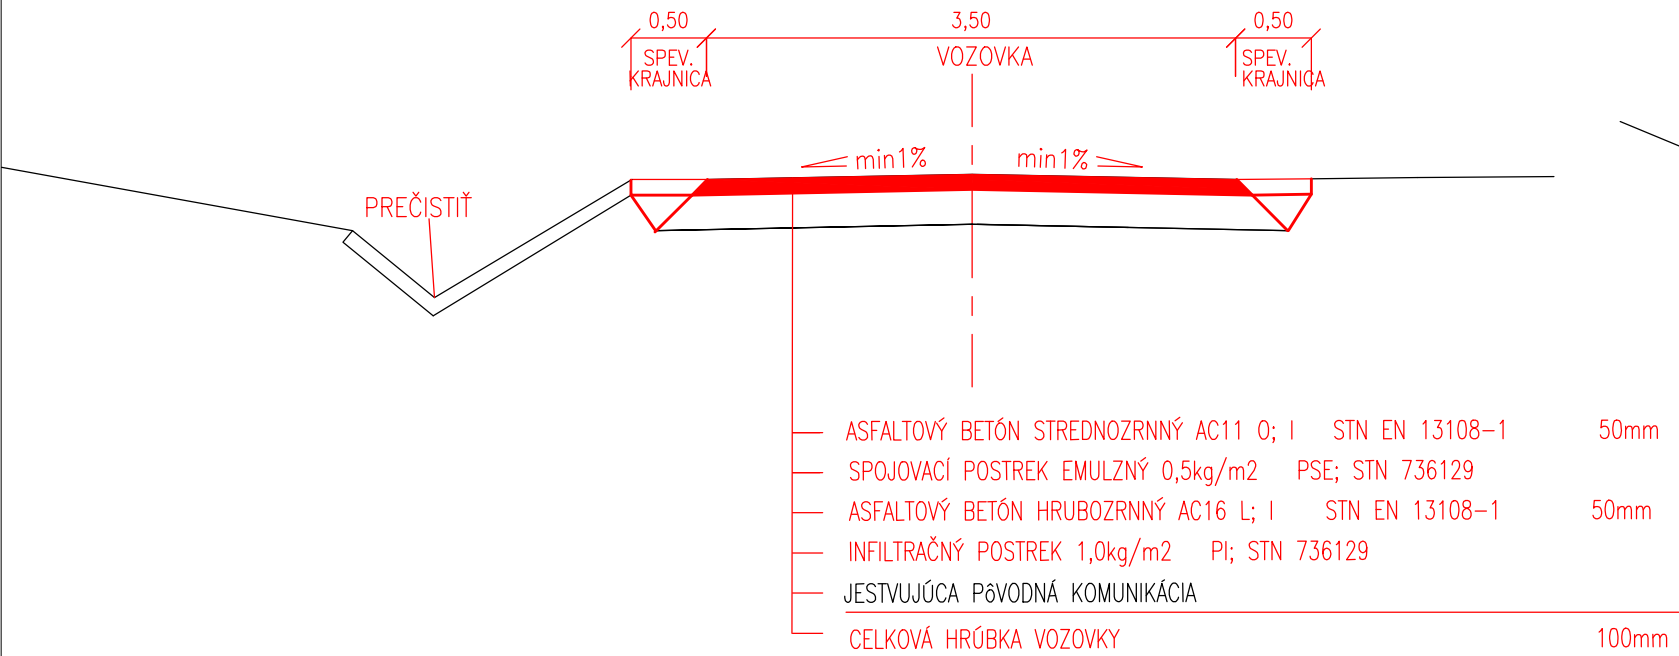 0,50 3,50 0,50
SPEV.
KRAJNICA
VOZOVKA
SPEV.
KRAJNICA
min1% min1%
PREČISTIŤ
ASFALTOVÝ BETÓN STREDNOZRNNÝ AC11 O; I STN EN 13108-1 50mm
SPOJOVACÍ POSTREK EMULZNÝ 0,5kg/m2 PSE; STN 736129
ASFALTOVÝ BETÓN HRUBOZRNNÝ AC16 L; I STN EN 13108-1 50mm
INFILTRAČNÝ POSTREK 1,0kg/m2 PI; STN 736129
JESTVUJÚCA PôVODNÁ KOMUNIKÁCIA
CELKOVÁ HRÚBKA VOZOVKY 100mm